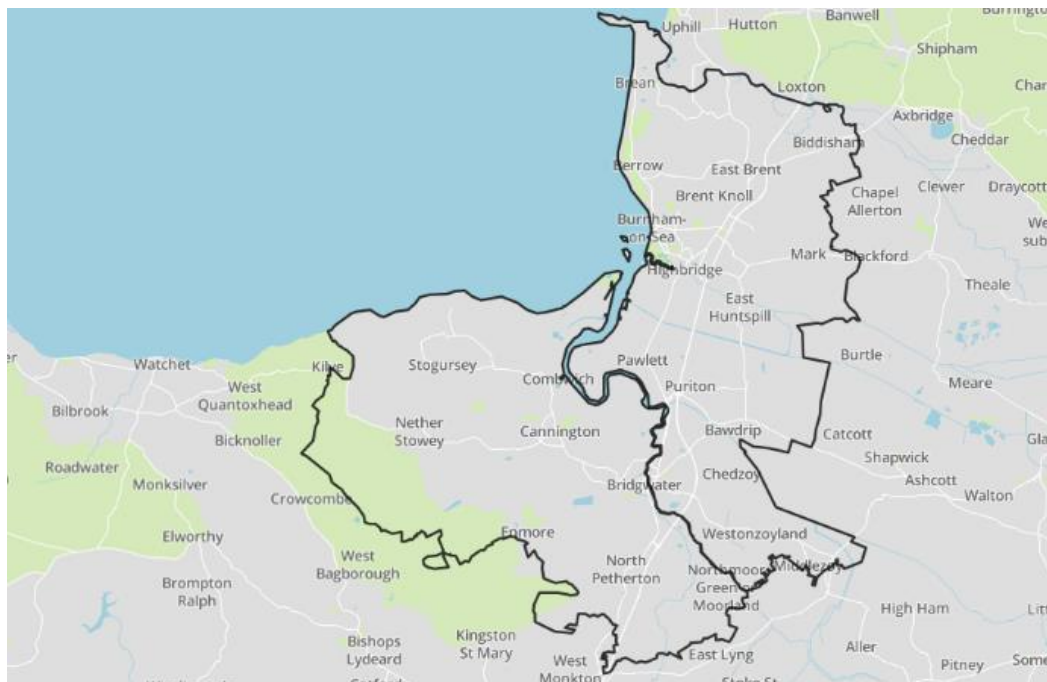 Uphill
Hutton
Banwell
Shipham
Brean
Loxton
Axbridge
Cheddar
Biddisham
Berrow
East Brent
Brent Knoll
Chapel
Allerton
Clewer
Draycott
Burnham-
on-Sea
Mark
Blackford
Highbridge
Theale
East
Huntspill
Watchet
Kilve
Stogursey
Pawlett
Burtle
Combwich
Puriton
Meare
West
Quantoxhead
Bilbrook
Nether
Stowey
Cannington
Bawdrip
Catcott
Bicknoller
Shapwick
Roadwater
Chedzoy
Ashcott
Monksilver
Bridgwater
Walton
Crowcombe
Elworthy
Enmore
Westonzoyland
West
Bagborough
North
Petherton
Middlezoy
Brompton
Ralph
Green
Moorland
High Ham
Bishops
Lydeard
Kingston
St Mary
West
Monkton
East Lyng
Aller
Pitney